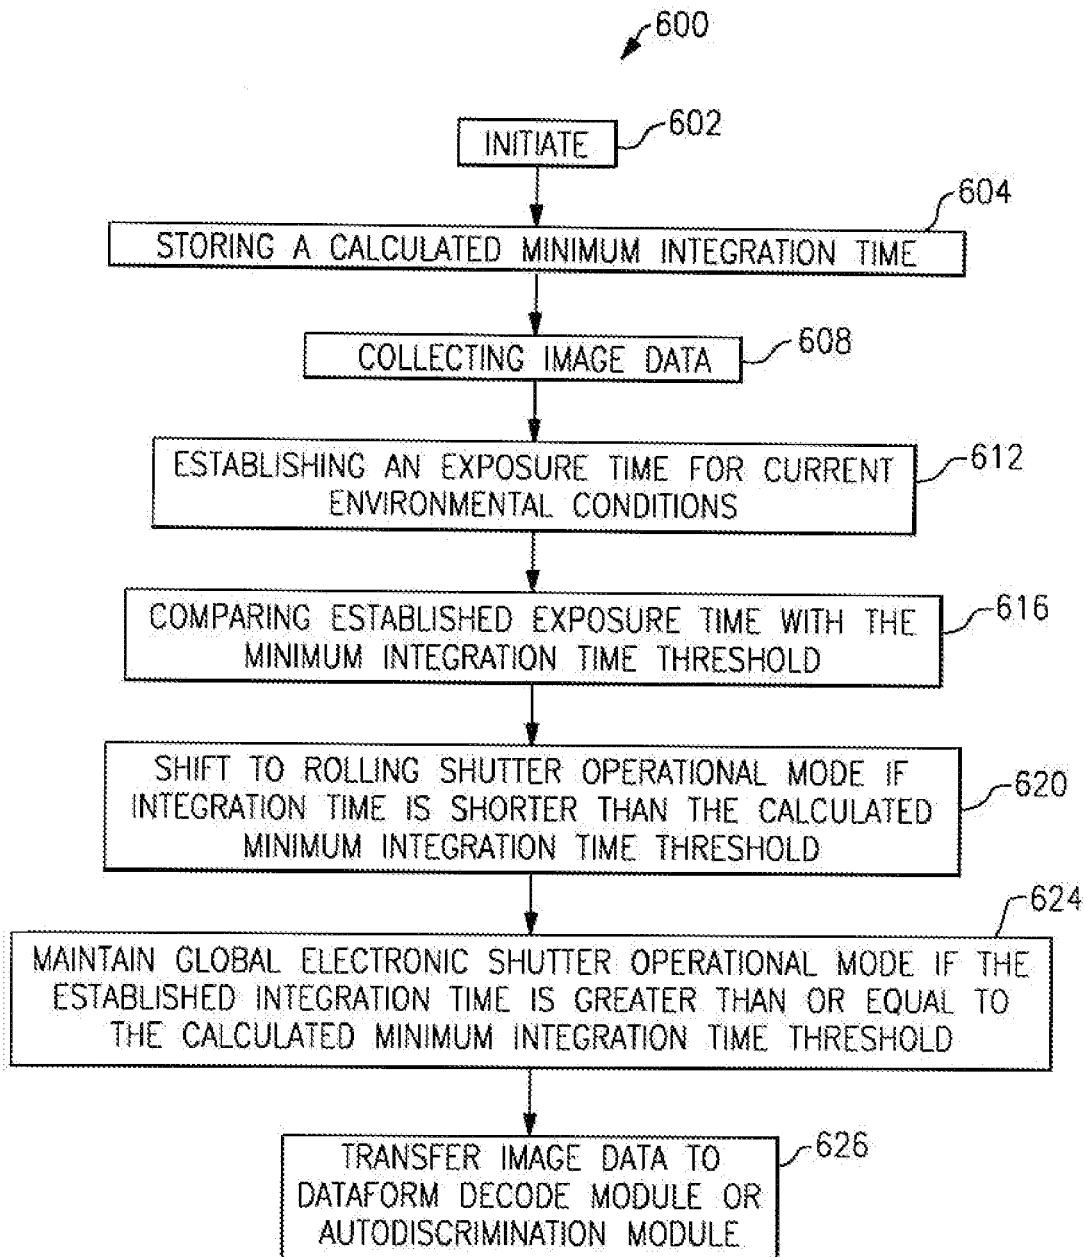 600
INITIATE
602
604
STORING A CALCULATED MINIMUM INTEGRATION TIME
COLLECTING IMAGE DATA
608
ESTABLISHING AN EXPOSURE TIME FOR CURRENT
ENVIRONMENTAL CONDITIONS
612
COMPARING ESTABLISHED EXPOSURE TIME WITH THE
MINIMUM INTEGRATION TIME THRESHOLD
616
SHIFT TO ROLLING SHUTTER OPERATIONAL MODE IF
INTEGRATION TIME IS SHORTER THAN THE CALCULATED
MINIMUM INTEGRATION TIME THRESHOLD
620
624
MAINTAIN GLOBAL ELECTRONIC SHUTTER OPERATIONAL MODE IF THE
ESTABLISHED INTEGRATION TIME IS GREATER THAN OR EQUAL TO
THE CALCULATED MINIMUM INTEGRATION TIME THRESHOLD
TRANSFER IMAGE DATA TO
DATAFORM DECODE MODULE OR
AUTODISCRIMINATION MODULE
626